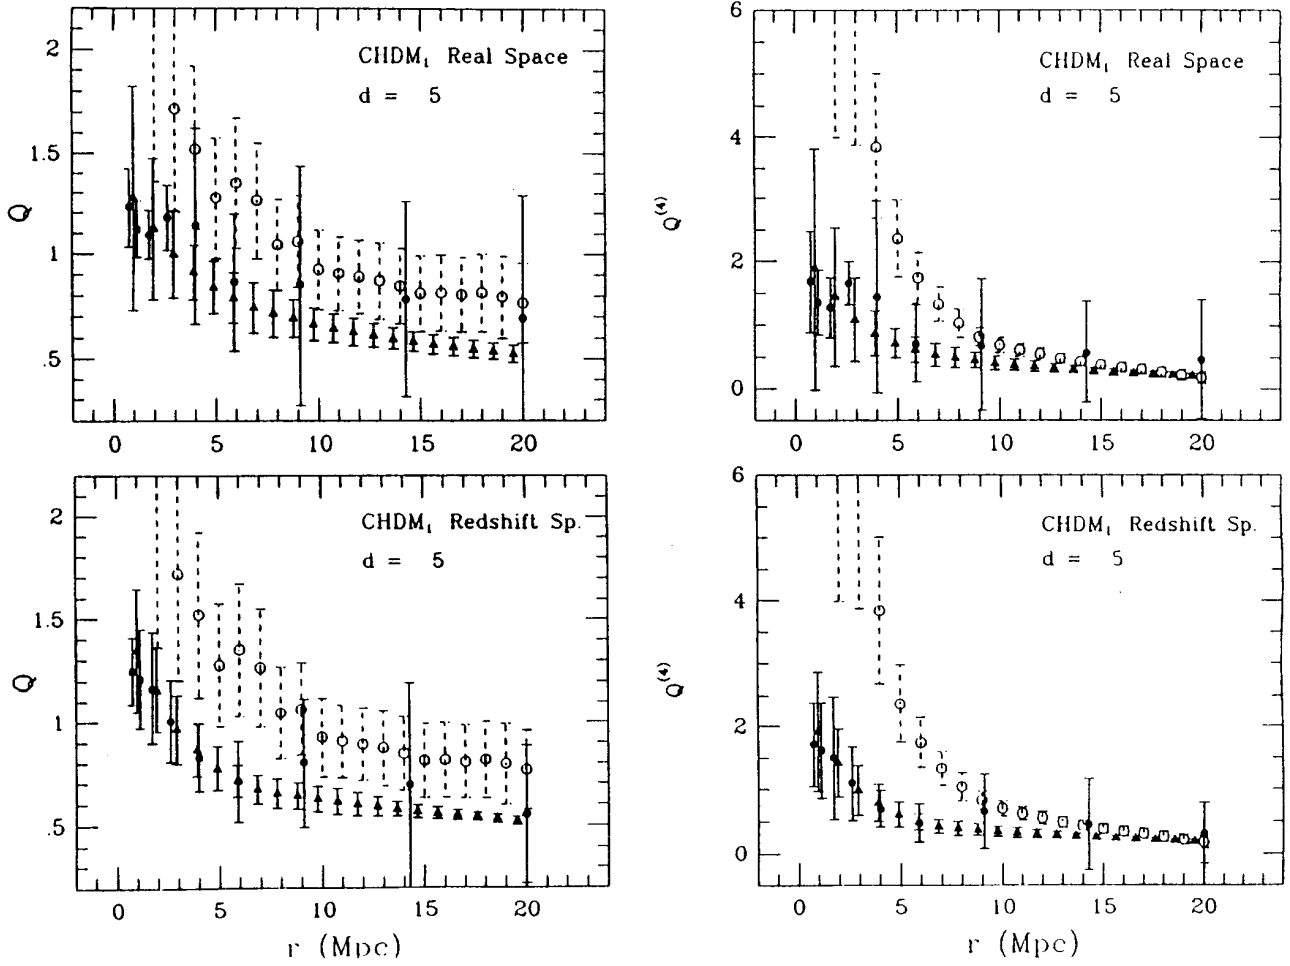 2
1.5
1
.5
Q
CHDM₁ Real Space
d = 5
0 5 10 15 20
6
4
2
0
Q⁽⁴⁾
CHDM₁ Real Space
d = 5
0 5 10 15 20
2
1.5
1
.5
Q
CHDM₁ Redshift Sp.
d = 5
0 5 10 15 20
r (Mpc)
6
4
2
0
Q⁽⁴⁾
CHDM₁ Redshift Sp.
d = 5
0 5 10 15 20
r (Mpc)